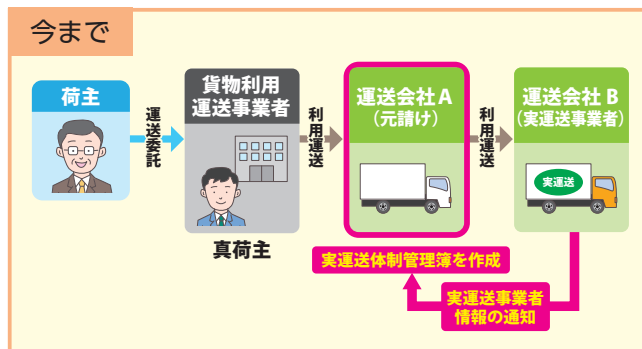 今まで
荷主
運送委託
貨物利用
運送事業者
真荷主
利用運送
運送会社A
(元請け)
利用運送
運送会社B
(実運送事業者)
実運送
実運送体制管理簿を作成
実運送事業者
情報の通知